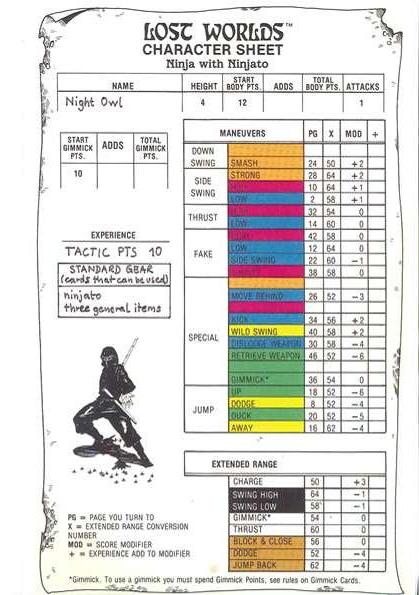 LOST WORLDS™
CHARACTER SHEET
Ninja with Ninjato
NAME HEIGHT START BODY PTS. ADDS TOTAL BODY PTS. ATTACKS
Night Owl 4 12 1
START GIMMICK PTS. ADDS TOTAL GIMMICK PTS.
10
EXPERIENCE
TACTIC PTS 10
STANDARD GEAR
(cards that can be used)
ninjato
three general items
MANEUVERS PG X MOD +
DOWN SWING
SMASH 24 50 +2
SIDE SWING
STRONG 28 64 +2
10 64 +1
LOW 2 58 +1
THRUST
32 54 0
LOW 14 60 0
FAKE
42 58 0
LOW 12 64 0
SIDE SWING 22 60 -1
38 58 0
SPECIAL
MOVE BEHIND 26 52 -3
KICK 34 56 +2
WILD SWING 40 58 +2
DISLODGE WEAPON 30 58 -4
RETRIEVE WEAPON 46 52 -6
GIMMICK* 36 54 0
JUMP
UP 18 52 -6
DODGE 8 52 -4
DUCK 20 52 -5
AWAY 16 62 -4
EXTENDED RANGE
CHARGE 50 +3
SWING HIGH 64 -1
SWING LOW 58 -1
GIMMICK* 54 0
THRUST 60 0
BLOCK & CLOSE 56 0
DODGE 52 -4
JUMP BACK 62 -4
PG = PAGE YOU TURN TO
X = EXTENDED RANGE CONVERSION
NUMBER
MOD = SCORE MODIFIER
+ = EXPERIENCE ADD TO MODIFIER
*Gimmick. To use a gimmick you must spend Gimmick Points, see rules on Gimmick Cards.